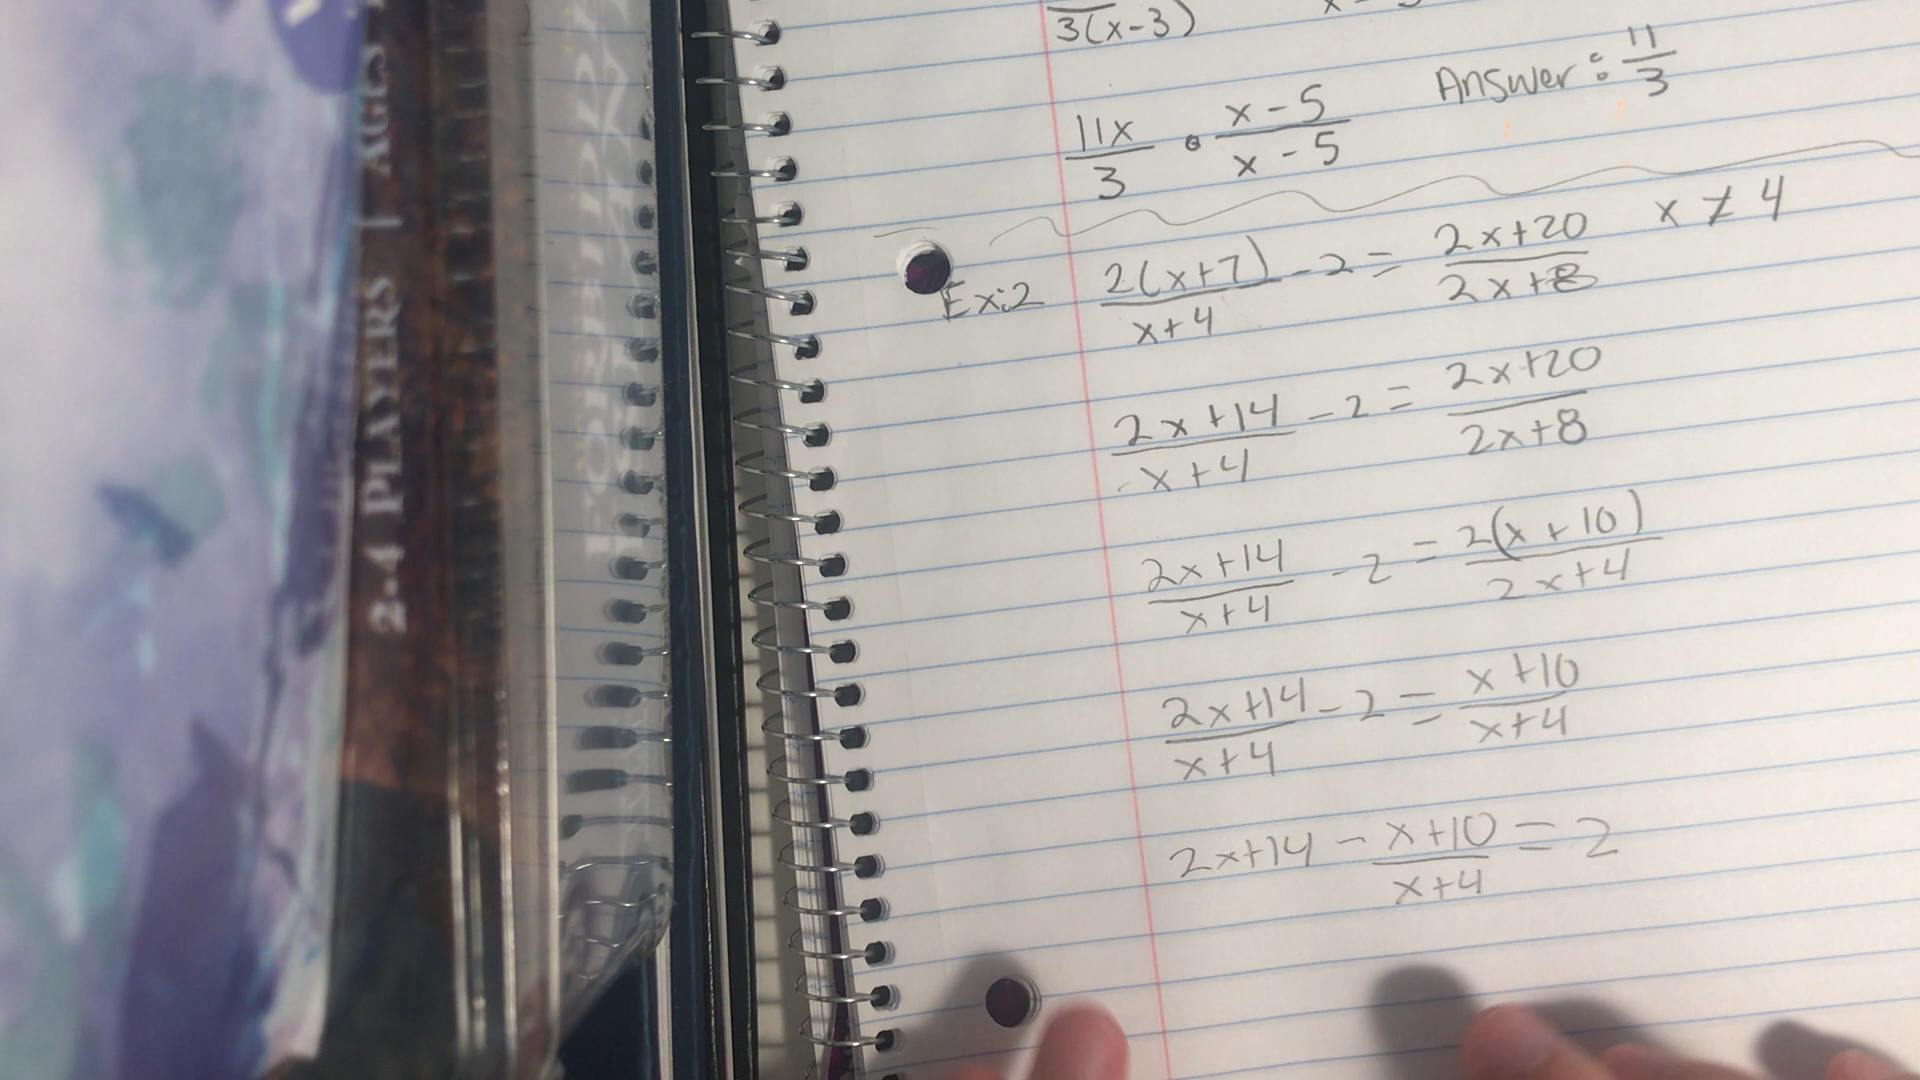 2-4 PLAYERS | AGES
3(x-3)
11x/3 • x-5/x-5
Answer: 11/3
Ex:2 2(x+7)/x+4 -2 = 2x+20/2x+8 x≠4
2x+14/x+4 -2 = 2x+20/2x+8
2x+14/x+4 -2 = 2(x+10)/2x+4
2x+14/x+4 -2 = x+10/x+4
2x+14 - x+10/x+4 = 2